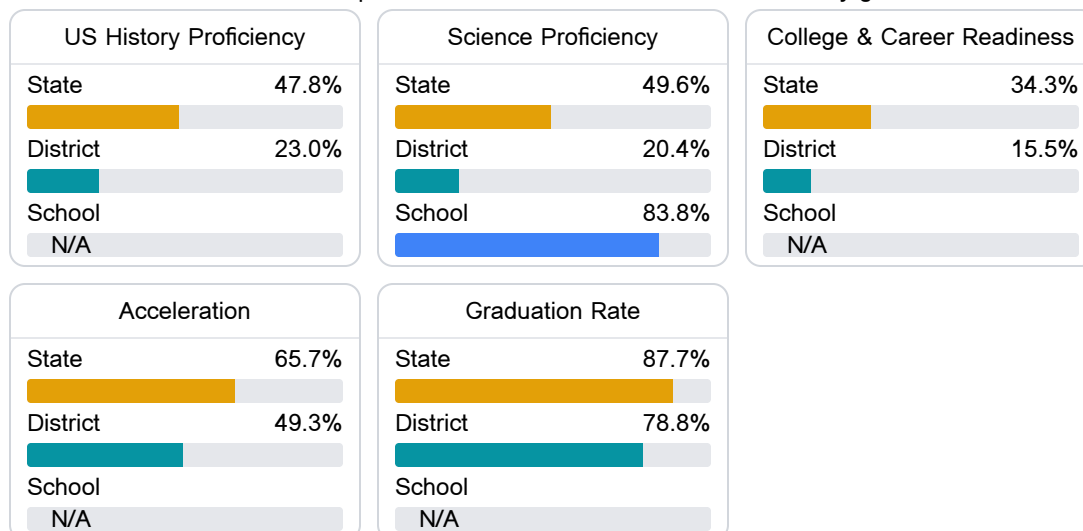 US History Proficiency
State 47.8%
District 23.0%
School
N/A
Science Proficiency
State 49.6%
District 20.4%
School 83.8%
College & Career Readiness
State 34.3%
District 15.5%
School
N/A
Acceleration
State 65.7%
District 49.3%
School
N/A
Graduation Rate
State 87.7%
District 78.8%
School
N/A